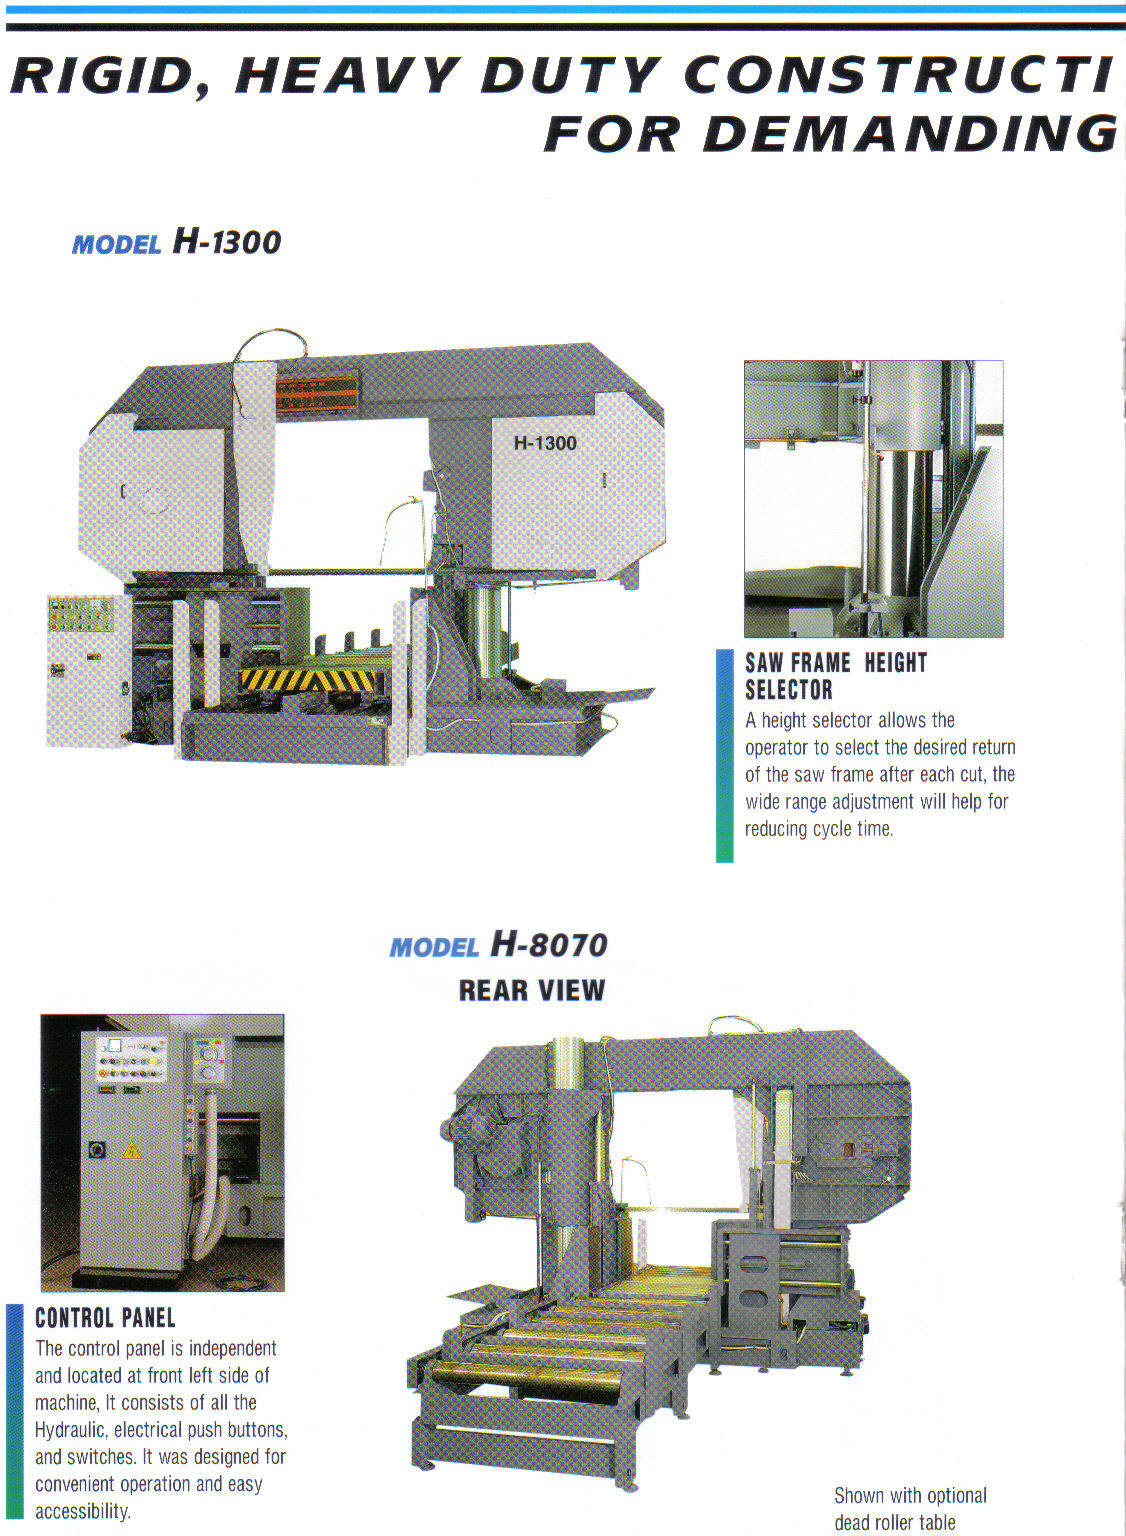 RIGID, HEAVY DUTY CONSTRUCTI
FOR DEMANDING
MODEL H-1300
H-1300
SAW FRAME HEIGHT
SELECTOR
A height selector allows the
operator to select the desired return
of the saw frame after each cut, the
wide range adjustment will help for
reducing cycle time.
MODEL H-8070
REAR VIEW
CONTROL PANEL
The control panel is independent
and located at front left side of
machine, It consists of all the
Hydraulic, electrical push buttons,
and switches. It was designed for
convenient operation and easy
accessibility.
Shown with optional
dead roller table